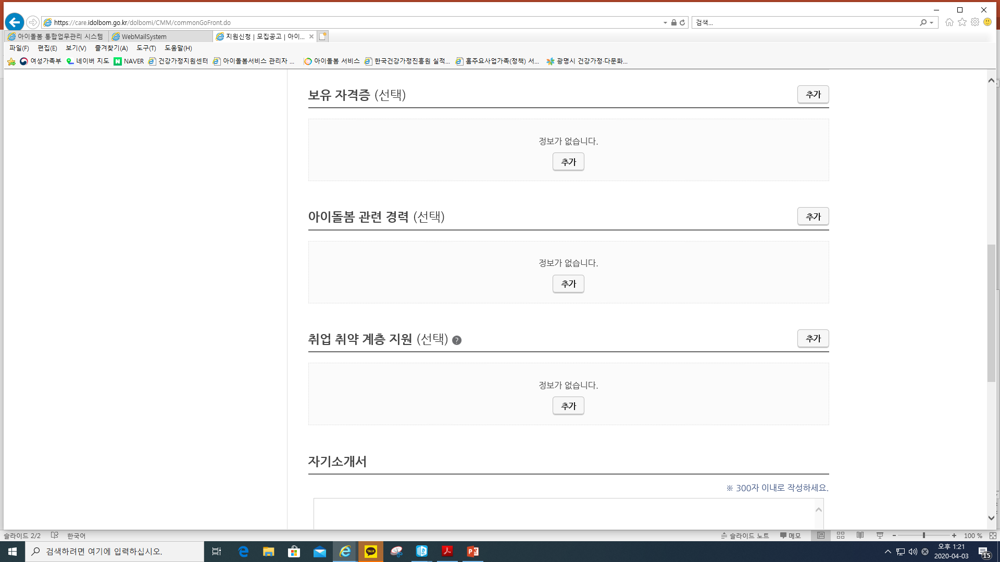 https://care.idolbom.go.kr/dolbomi/CMM/commonGoFront.do
검색...
아이돌봄 통합업무관리 시스템
WebMailSystem
지원신청 | 모집공고 | 아이...
파일(F) 편집(E) 보기(V) 즐겨찾기(A) 도구(T) 도움말(H)
여성가족부 네이버 지도 NAVER 건강가정지원센터 아이돌봄서비스 관리자 ... 아이돌봄 서비스 한국건강가정진흥원 실적... 홈주요사업가족(정책) 서... 광명시 건강가정·다문화...
보유 자격증 (선택) 추가
정보가 없습니다.
추가
아이돌봄 관련 경력 (선택) 추가
정보가 없습니다.
추가
취업 취약 계층 지원 (선택) ? 추가
정보가 없습니다.
추가
자기소개서
※ 300자 이내로 작성하세요.
슬라이드 2/2 한국어 슬라이드 노트 메모 100 %
검색하려면 여기에 입력하십시오.
TALK
오후 1:21
2020-04-03
15